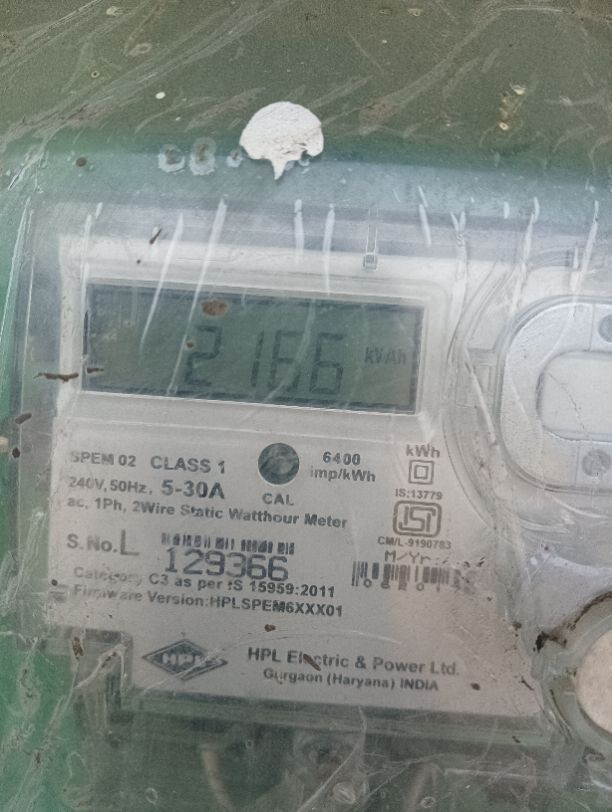 2166 kVAh
SPEM 02 CLASS 1
240V, 50Hz, 5-30A
ac, 1Ph, 2Wire Static Watthour Meter
CAL
6400
imp/kWh
kWh
IS:13779
ISI
CM/L-9190783
M/Yr.:
S.No. L 129366
Category C3 as per IS 15959:2011
Firmware Version:HPLSPEM6XXX01
HPL
HPL Electric & Power Ltd.
Gurgaon (Haryana) INDIA